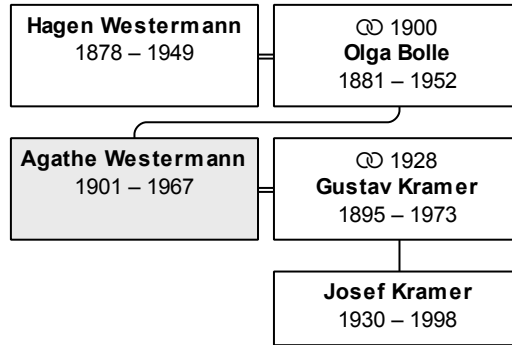 Hagen Westermann
1878 – 1949
⚭ 1900
Olga Bolle
1881 – 1952
Agathe Westermann
1901 – 1967
⚭ 1928
Gustav Kramer
1895 – 1973
Josef Kramer
1930 – 1998